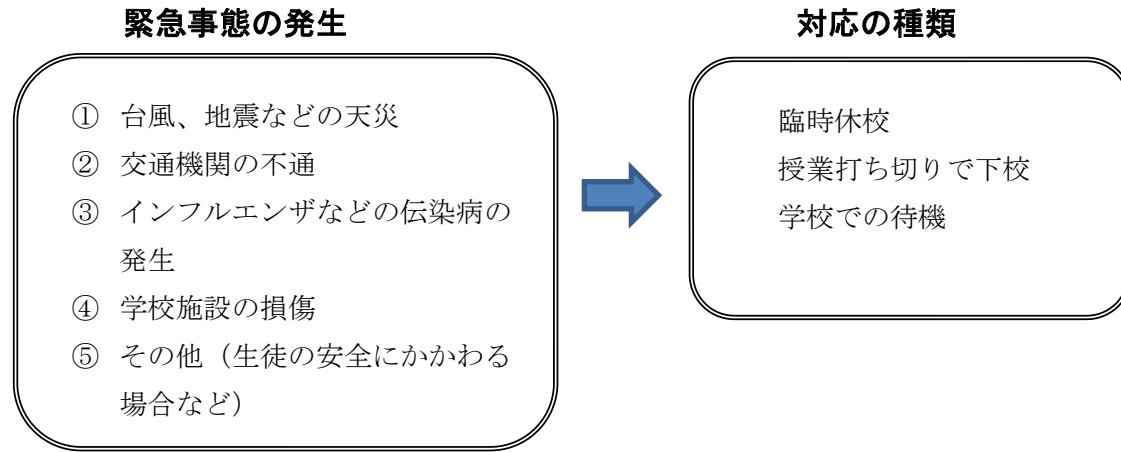 緊急事態の発生
① 台風、地震などの天災
② 交通機関の不通
③ インフルエンザなどの伝染病の
発生
④ 学校施設の損傷
⑤ その他（生徒の安全にかかわる
場合など）
対応の種類
臨時休校
授業打ち切りで下校
学校での待機